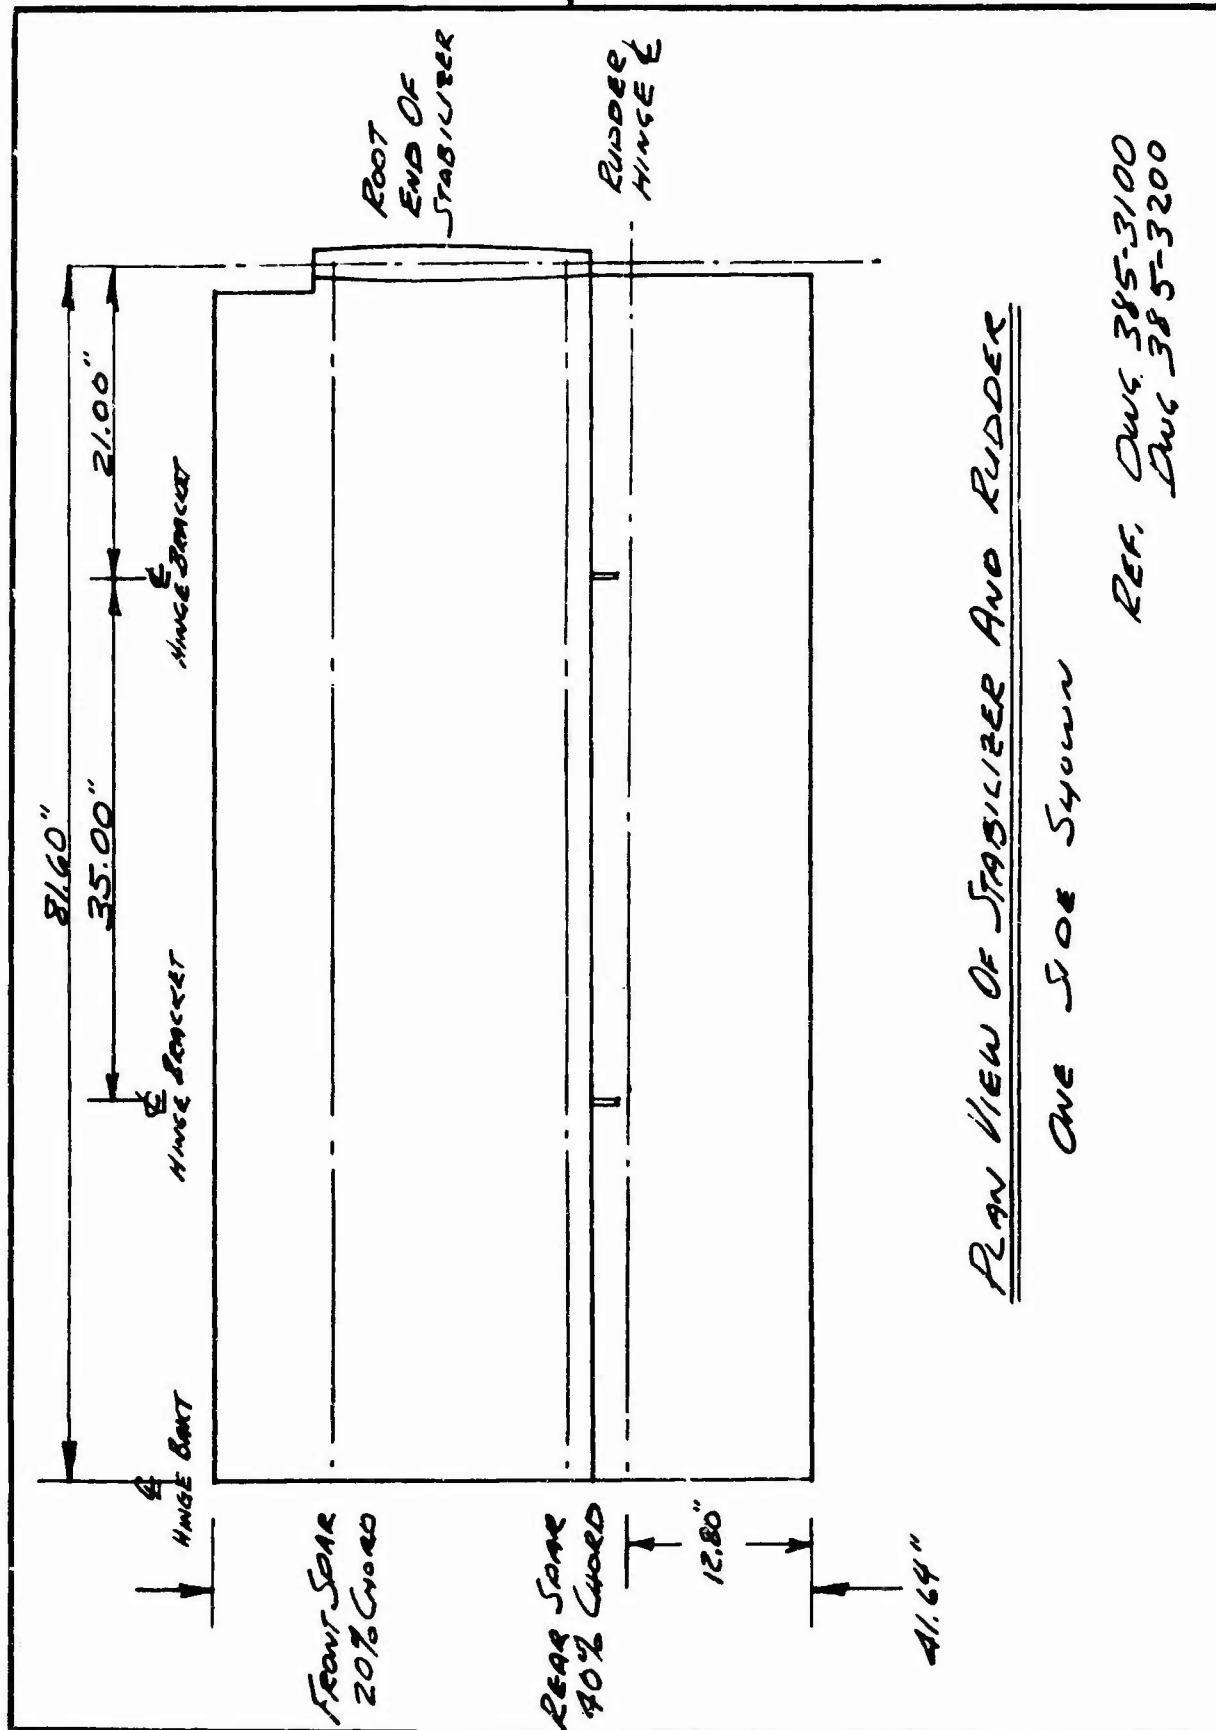 81.60"
35.00"
21.00"
HINGE BRKT
HINGE BRACKET
HINGE BRACKET
ROOT
END OF
STABILIZER
RUDDER
HINGE ℄
FRONT SPAR
20% CHORD
REAR SPAR
40% CHORD
12.80"
41.64"
PLAN VIEW OF STABILIZER AND RUDDER
ONE SIDE SHOWN
REF. DWG. 385-3100
DWG 385-3200